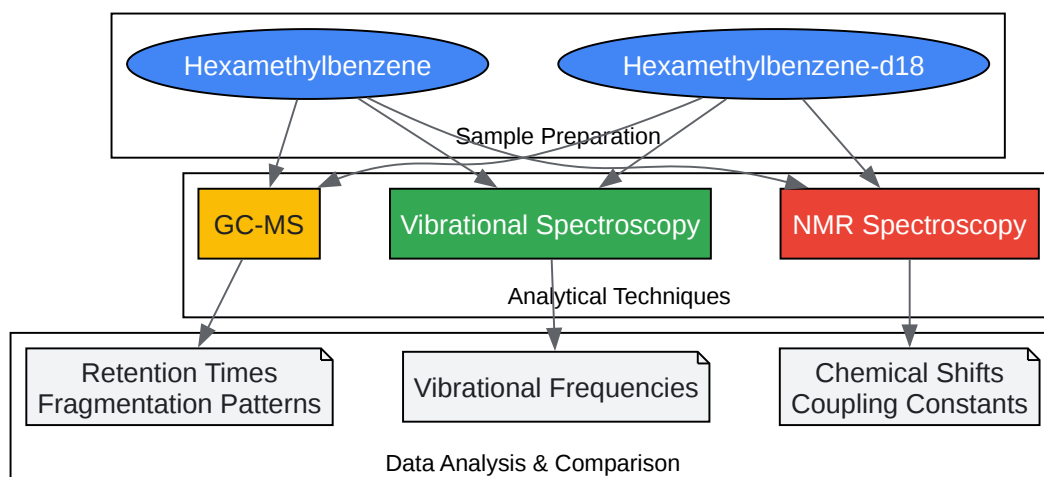 Hexamethylbenzene
Hexamethylbenzene-d18
Sample Preparation
GC-MS
Vibrational Spectroscopy
NMR Spectroscopy
Analytical Techniques
Retention Times
Fragmentation Patterns
Vibrational Frequencies
Chemical Shifts
Coupling Constants
Data Analysis & Comparison